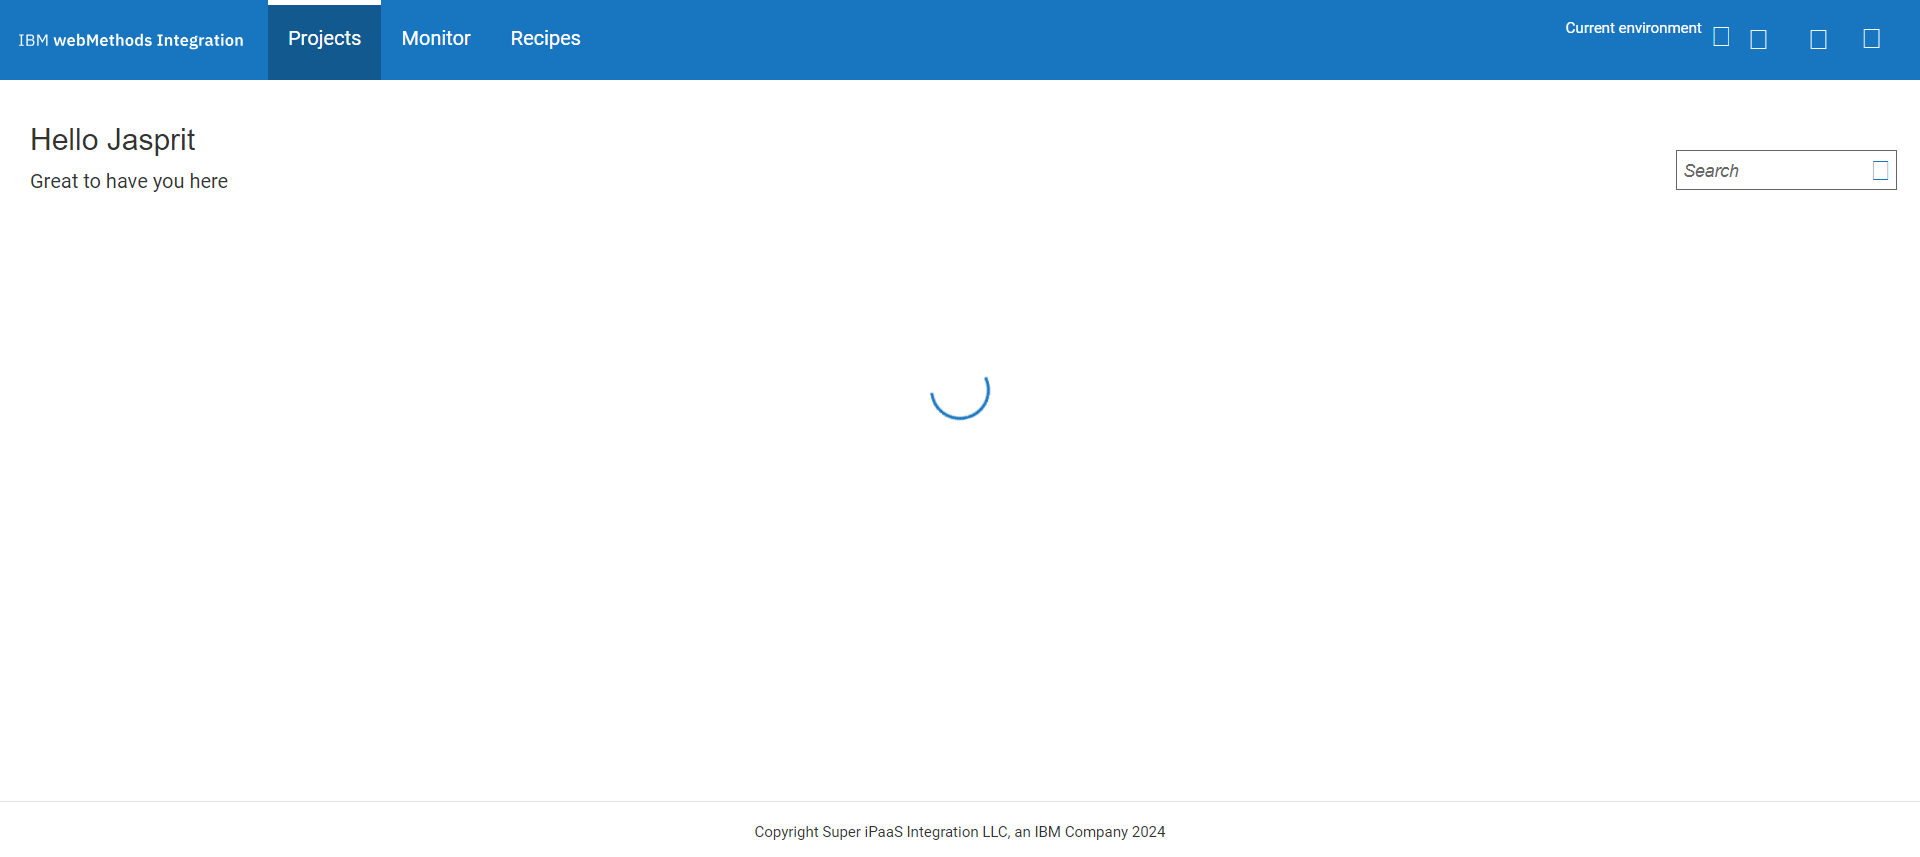 IBM webMethods Integration
Projects
Monitor
Recipes
Current environment
Hello Jasprit
Great to have you here
Search
Copyright Super iPaaS Integration LLC, an IBM Company 2024